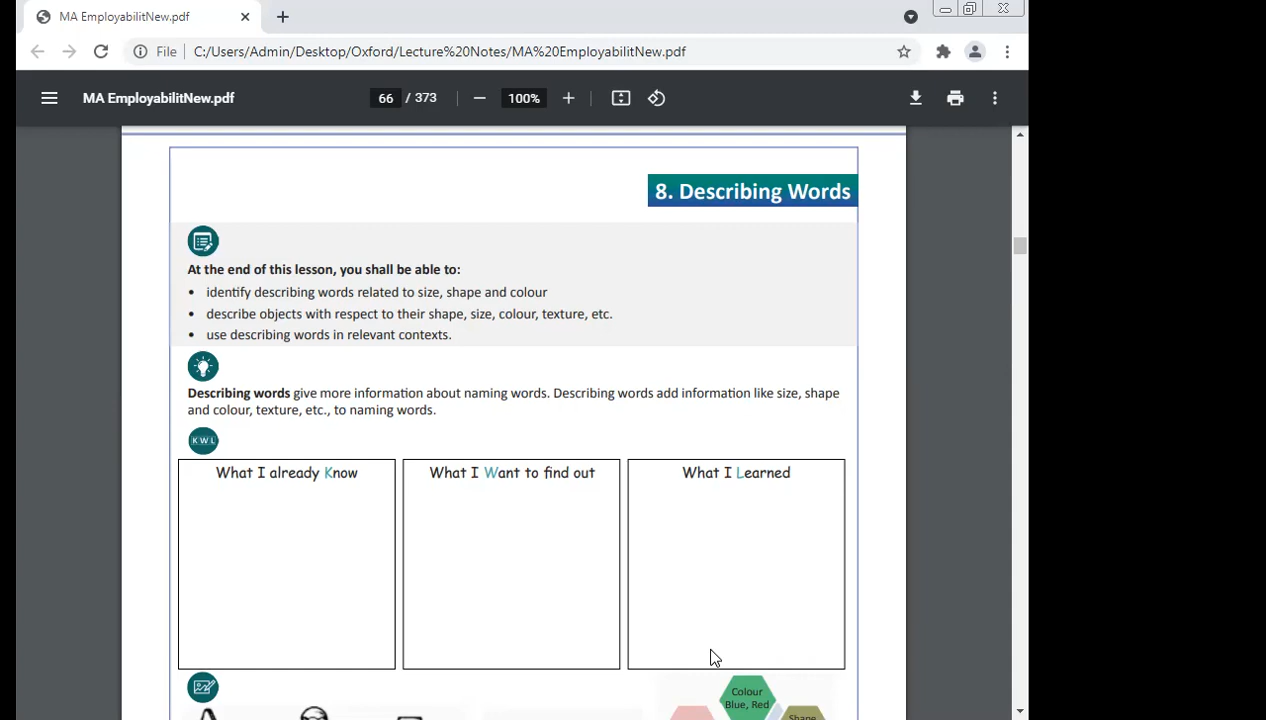 MA EmployabilitNew.pdf
File C:/Users/Admin/Desktop/Oxford/Lecture%20Notes/MA%20EmployabilitNew.pdf
MA EmployabilitNew.pdf 66 / 373 100%
8. Describing Words
At the end of this lesson, you shall be able to:
• identify describing words related to size, shape and colour
• describe objects with respect to their shape, size, colour, texture, etc.
• use describing words in relevant contexts.
Describing words give more information about naming words. Describing words add information like size, shape
and colour, texture, etc., to naming words.
K W L
What I already Know
What I Want to find out
What I Learned
Colour
Blue, Red
Shape